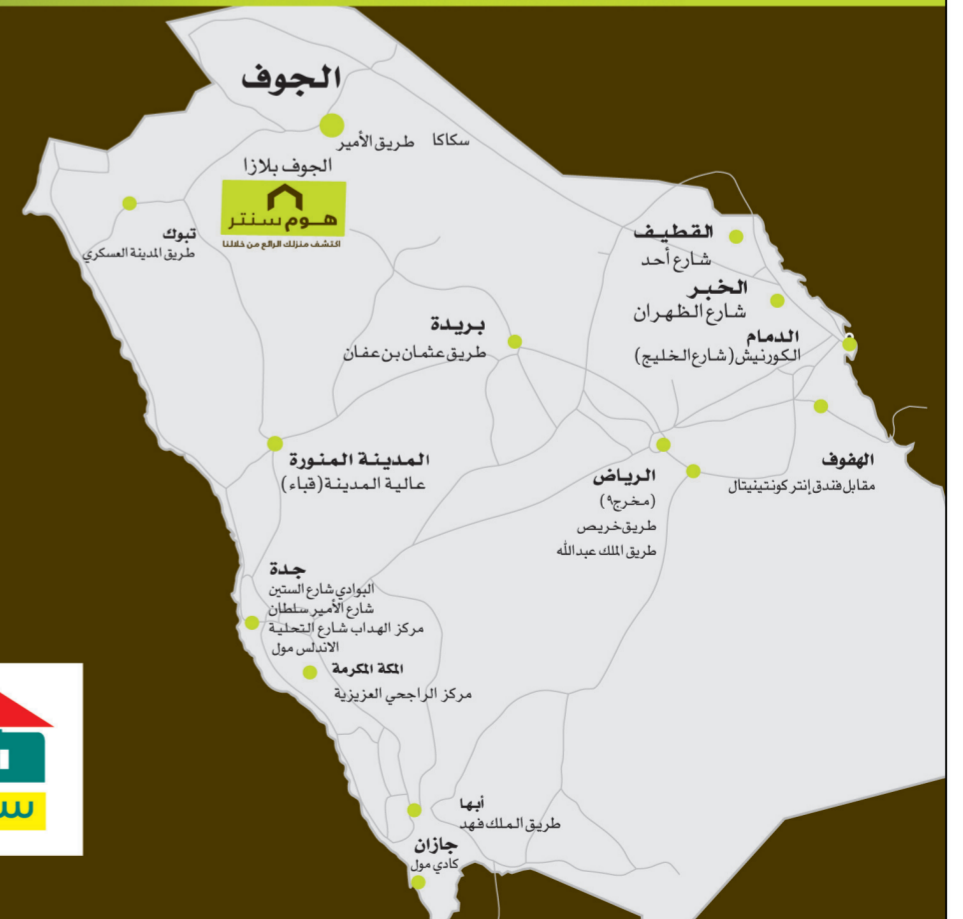 الجوف
سكاكا طريق الأمير
الجوف بلازا
هوم سنتر
اكتشف منزلك الرائع من خلالنا
تبوك
طريق المدينة العسكري
القطيف
شارع أحد
الخبر
شارع الظهران
الدمام
الكورنيش (شارع الخليج)
بريدة
طريق عثمان بن عفان
المدينة المنورة
عالية المدينة (قباء)
الرياض
(مخرج٩)
طريق خريص
طريق الملك عبدالله
الهفوف
مقابل فندق إنتر كونتينيتال
جدة
البوادي شارع الستين
شارع الأمير سلطان
مركز الهداب شارع التحلية
الاندلس مول
المكة المكرمة
مركز الراجحي العزيزية
أبها
طريق الملك فهد
جازان
كادي مول